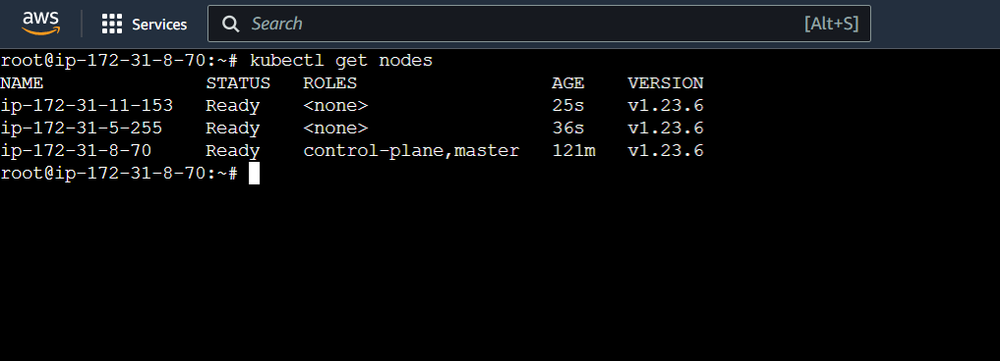 aws Services Search [Alt+S]
root@ip-172-31-8-70:~# kubectl get nodes
NAME STATUS ROLES AGE VERSION
ip-172-31-11-153 Ready <none> 25s v1.23.6
ip-172-31-5-255 Ready <none> 36s v1.23.6
ip-172-31-8-70 Ready control-plane,master 121m v1.23.6
root@ip-172-31-8-70:~#